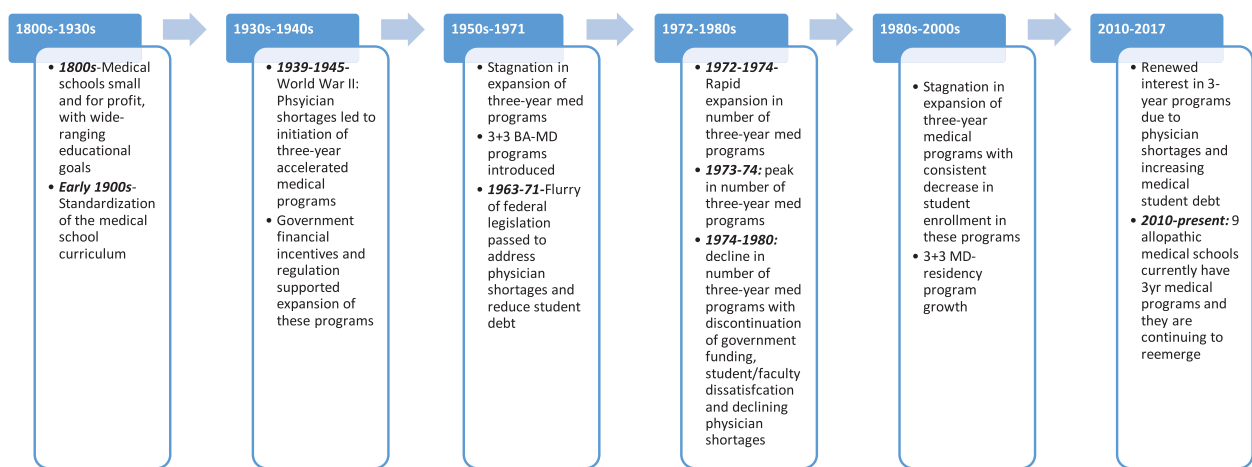 1800s-1930s
• 1800s-Medical
schools small
and for profit,
with wide-
ranging
educational
goals
• Early 1900s-
Standardization
of the medical
school
curriculum
1930s-1940s
• 1939-1945-
World War II:
Phsyician
shortages led to
initiation of
three-year
accelerated
medical
programs
• Government
financial
incentives and
regulation
supported
expansion of
these programs
1950s-1971
• Stagnation in
expansion of
three-year med
programs
• 3+3 BA-MD
programs
introduced
• 1963-71-Flurry
of federal
legislation
passed to
address
physician
shortages and
reduce student
debt
1972-1980s
• 1972-1974-
Rapid
expansion in
number of
three-year med
programs
• 1973-74: peak
in number of
three-year med
programs
• 1974-1980:
decline in
number of
three-year med
programs with
discontinuation
of government
funding,
student/faculty
dissatisfcation
and declining
physician
shortages
1980s-2000s
• Stagnation in
expansion of
three-year
medical
programs with
consistent
decrease in
student
enrollment in
these programs
• 3+3 MD-
residency
program
growth
2010-2017
• Renewed
interest in 3-
year programs
due to
physician
shortages and
increasing
medical
student debt
• 2010-present: 9
allopathic
medical schools
currently have
3yr medical
programs and
they are
continuing to
reemerge